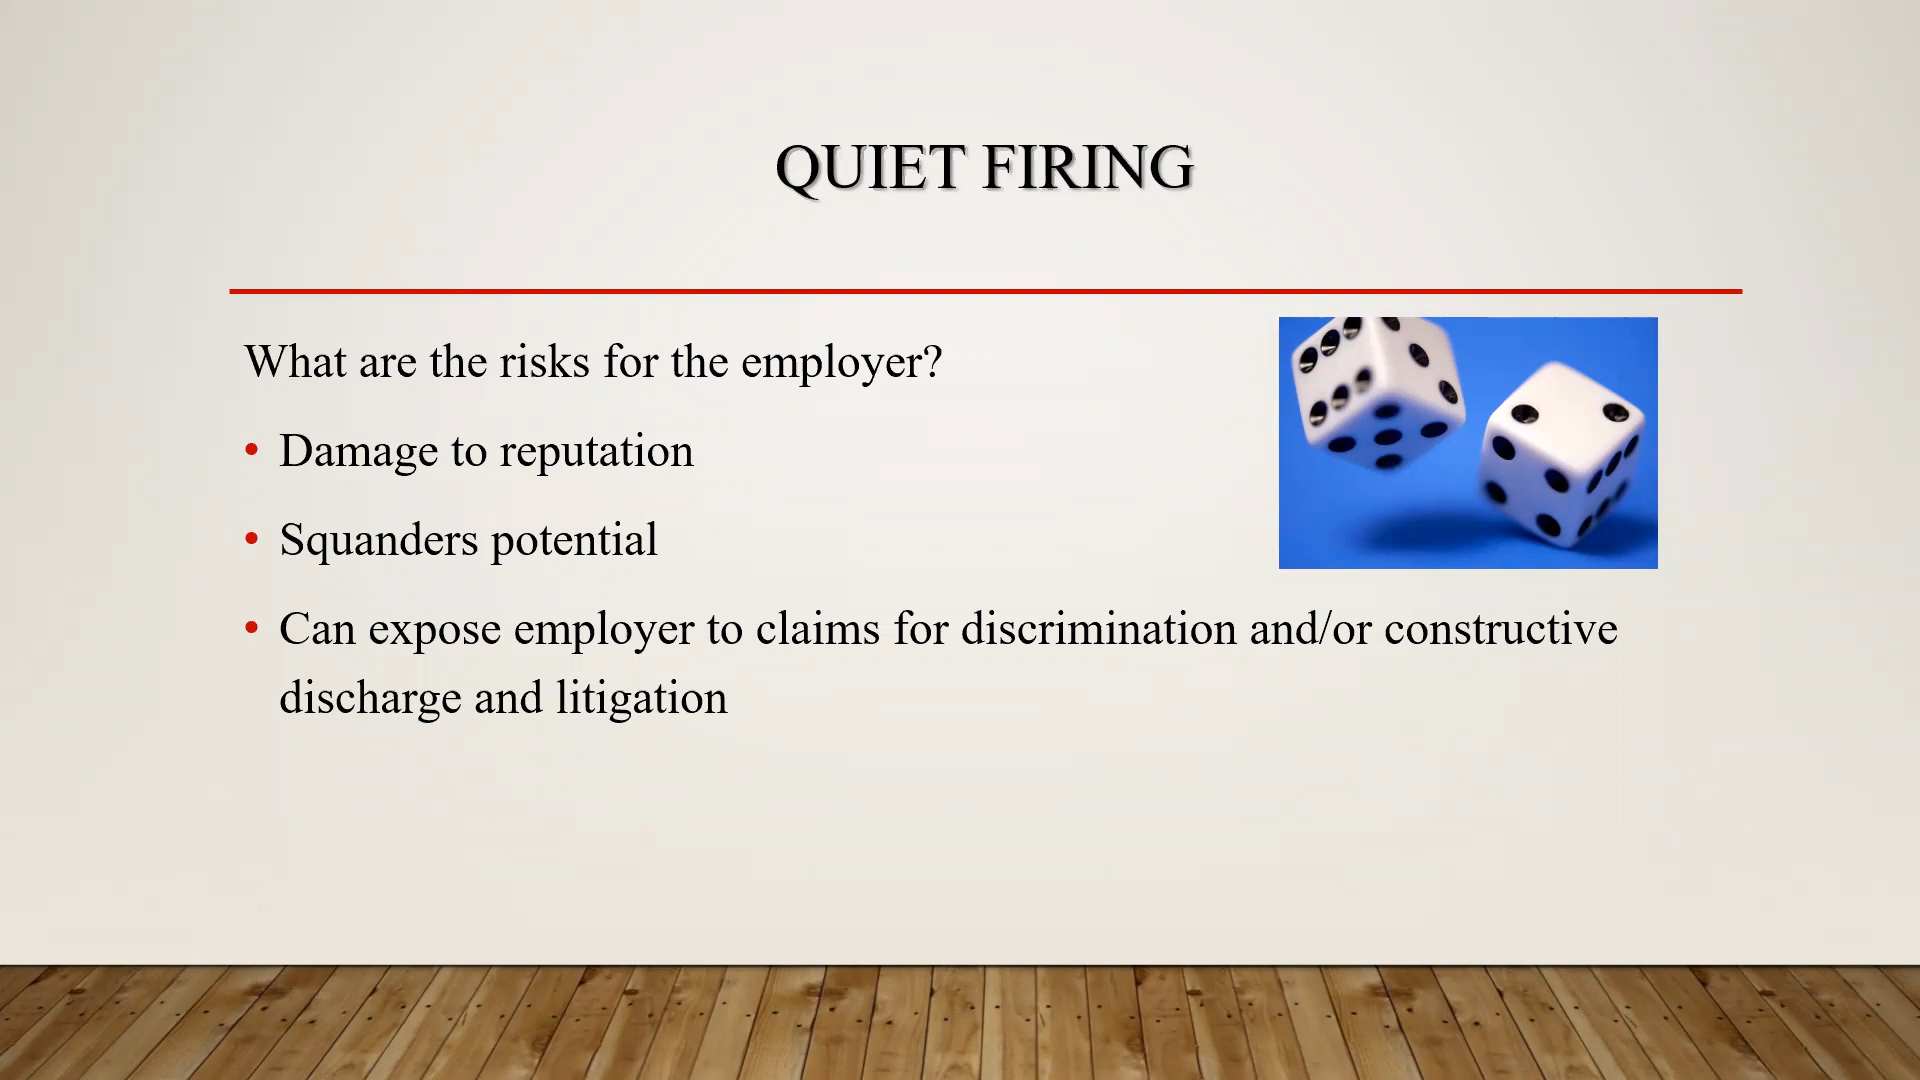 QUIET FIRING
What are the risks for the employer?
• Damage to reputation
• Squanders potential
• Can expose employer to claims for discrimination and/or constructive
discharge and litigation